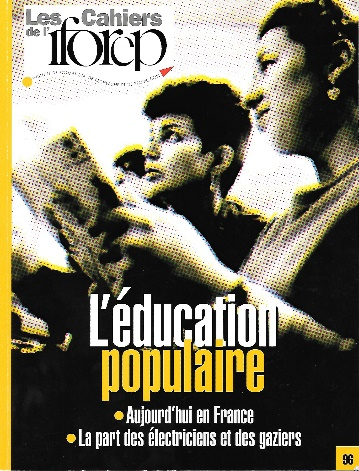 Les Cahiers
de l'iforep
L'éducation
populaire
• Aujourd'hui en France
• La part des électriciens et des gaziers
96